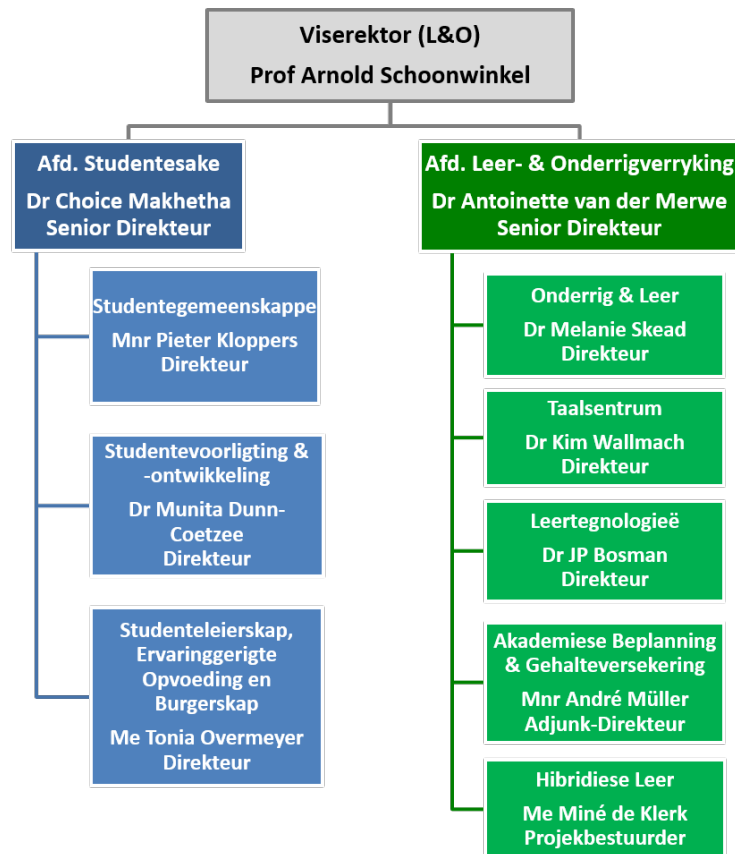 Viserektor (L&O)
Prof Arnold Schoonwinkel
Afd. Studentesake
Dr Choice Makhetha
Senior Direkteur
Studentegemeenskappe
Mnr Pieter Kloppers
Direkteur
Studentevoorligting &
-ontwikkeling
Dr Munita Dunn-
Coetzee
Direkteur
Studenteleierskap,
Ervaringgerigte
Opvoeding en
Burgerskap
Me Tonia Overmeyer
Direkteur
Afd. Leer- & Onderrigverryking
Dr Antoinette van der Merwe
Senior Direkteur
Onderrig & Leer
Dr Melanie Skead
Direkteur
Taalsentrum
Dr Kim Wallmach
Direkteur
Leertegnologieë
Dr JP Bosman
Direkteur
Akademiese Beplanning
& Gehalteversekering
Mnr André Müller
Adjunk-Direkteur
Hibridiese Leer
Me Miné de Klerk
Projekbestuurder